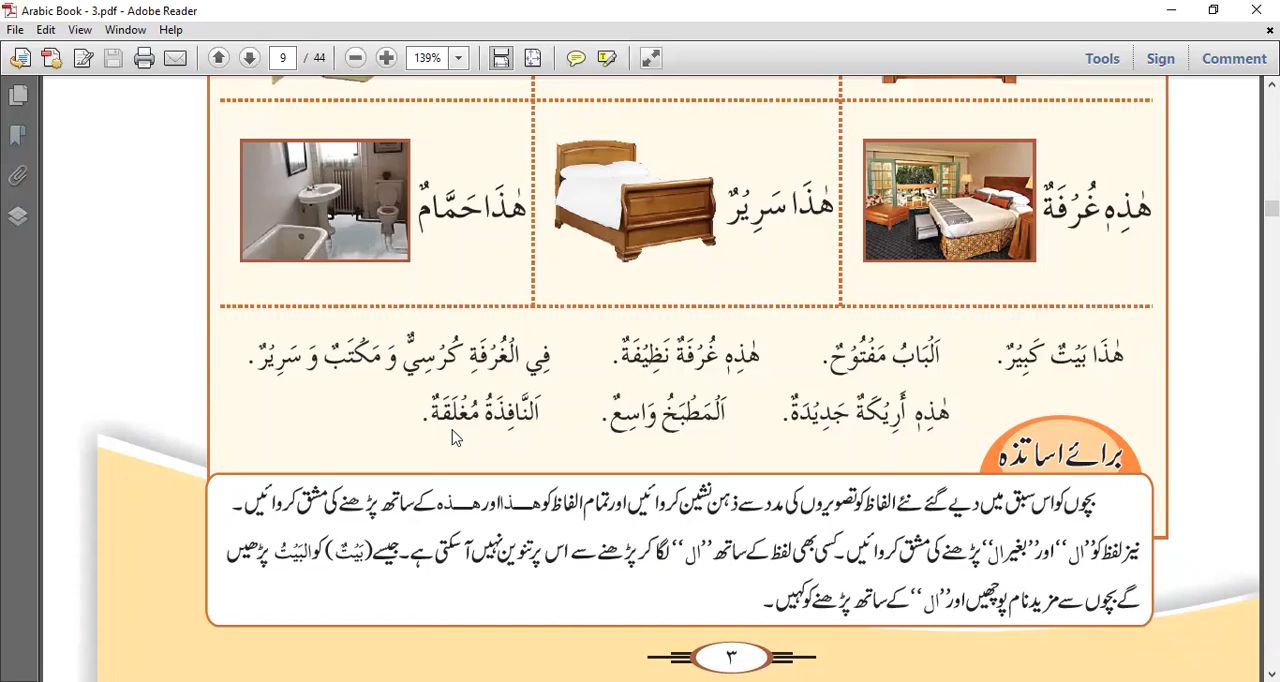 Arabic Book - 3.pdf - Adobe Reader
File Edit View Window Help
9 / 44 139% Tools Sign Comment
هٰذِهٖ غُرْفَةٌ هٰذَا سَرِيْرٌ هٰذَا حَمَّامٌ
هٰذَا بَيْتٌ كَبِيْرٌ. اَلْبَابُ مَفْتُوْحٌ. هٰذِهٖ غُرْفَةٌ نَظِيْفَةٌ. فِي الْغُرْفَةِ كُرْسِيٌّ وَ مَكْتَبٌ وَ سَرِيْرٌ.
هٰذِهٖ أَرِيْكَةٌ جَدِيْدَةٌ. اَلْمَطْبَخُ وَاسِعٌ. اَلنَّافِذَةُ مُغْلَقَةٌ.
برائے اساتذہ
بچوں کو اس سبق میں دیے گئے نئے الفاظ کو تصویروں کی مدد سے ذہن نشین کروائیں اور تمام الفاظ کو ھٰذا اور ھٰذہ کے ساتھ پڑھنے کی مشق کروائیں۔
نیز لفظ کو ”ال“ اور ”بغیر ال“ پڑھنے کی مشق کروائیں۔ کسی بھی لفظ کے ساتھ ”ال“ لگا کر پڑھنے سے اس پر تنوین نہیں آسکتی ہے۔ جیسے (بَيْتٌ) کو البَيْتُ پڑھیں
گے بچوں سے مزید نام پوچھیں اور ”ال“ کے ساتھ پڑھنے کو کہیں۔
٣